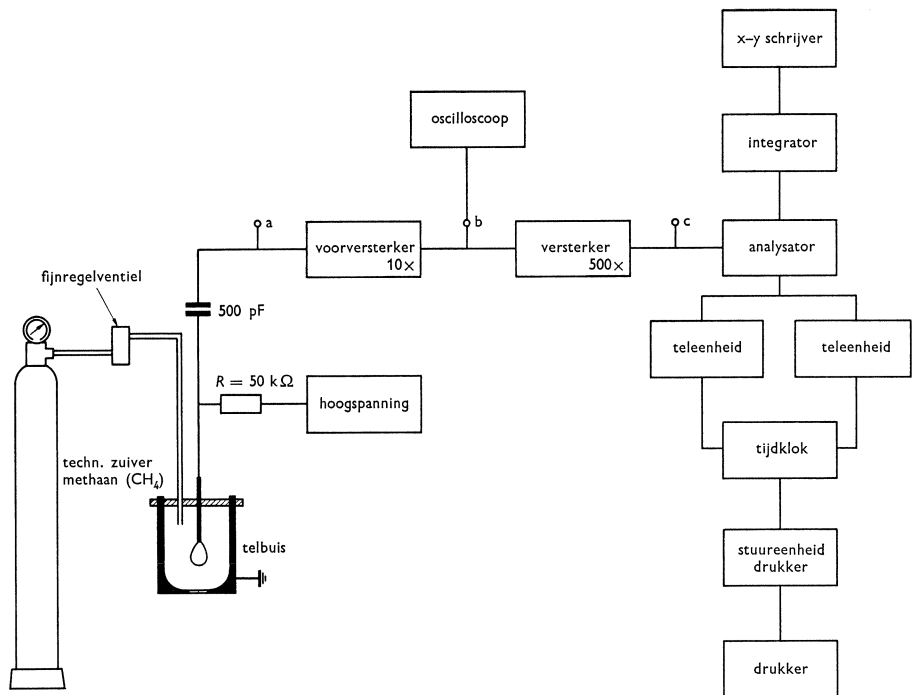 x–y schrijver
oscilloscoop
integrator
a
b
c
voorversterker
10×
versterker
500×
analysator
fijnregelventiel
500 pF
teleenheid
teleenheid
R = 50 kΩ
hoogspanning
tijdklok
techn. zuiver
methaan (CH₄)
telbuis
stuureenheid
drukker
drukker